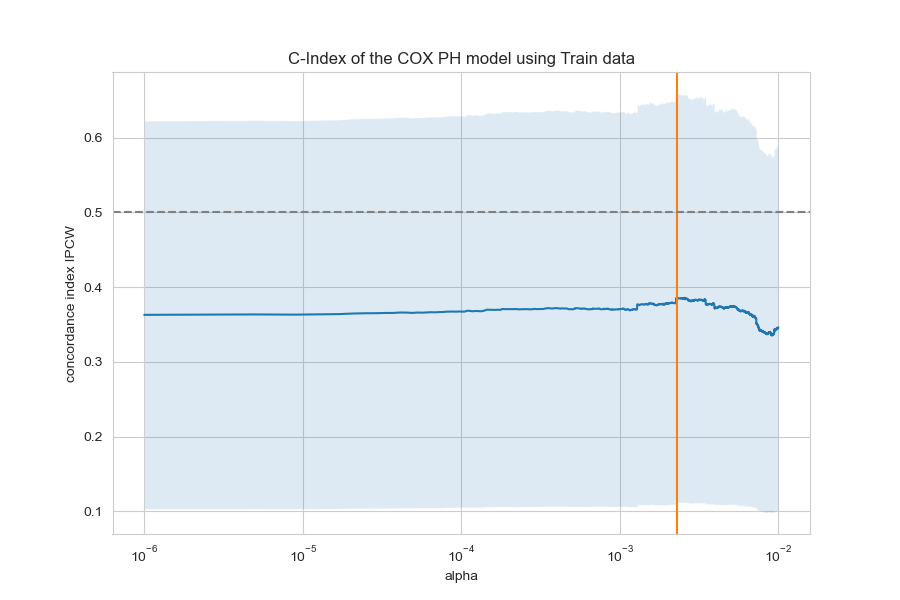 C-Index of the COX PH model using Train data
concordance index IPCW
0.6
0.5
0.4
0.3
0.2
0.1
10⁻⁶ 10⁻⁵ 10⁻⁴ 10⁻³ 10⁻²
alpha